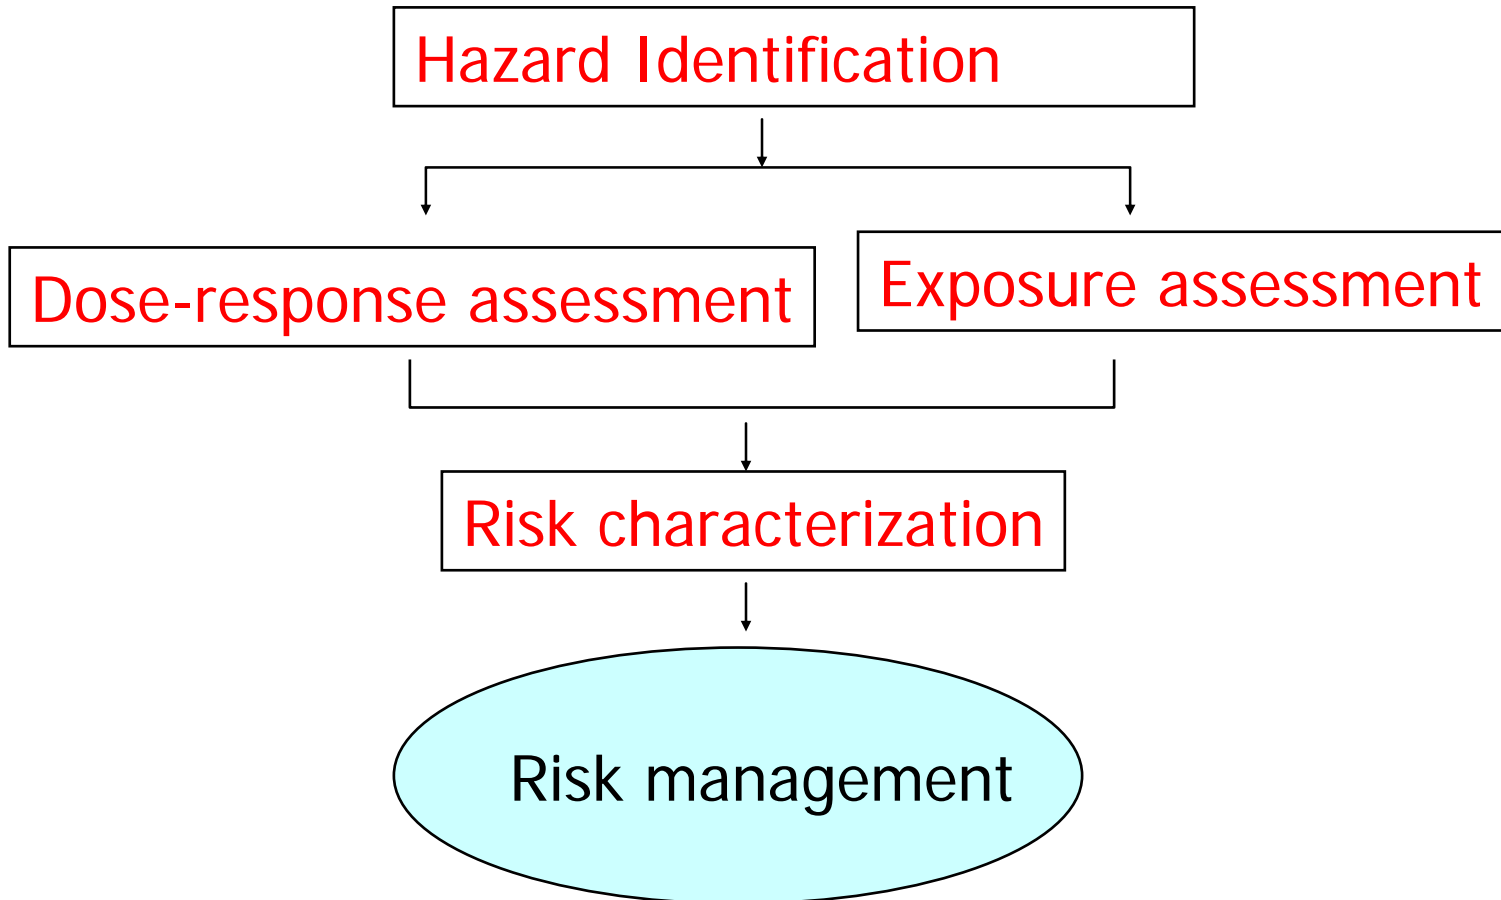 Hazard Identification
Dose-response assessment
Exposure assessment
Risk characterization
Risk management